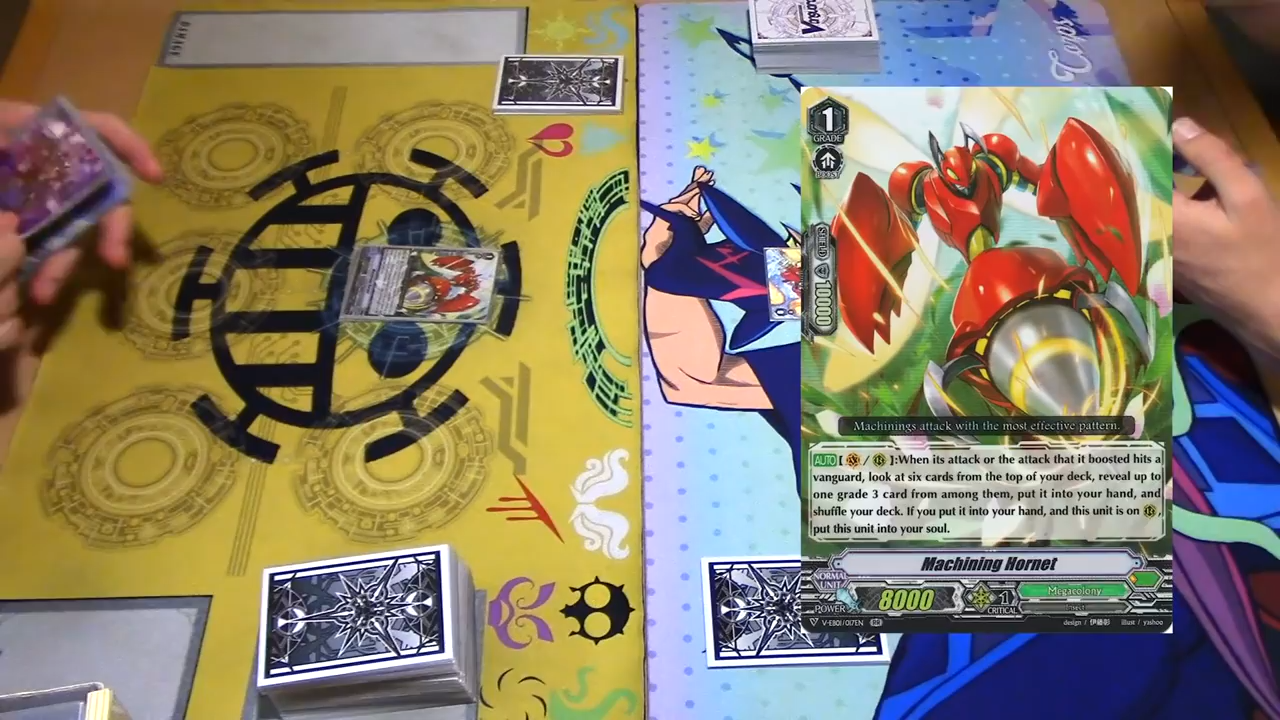 DAMAGE
VANGUARD
Tcaps
1
GRADE
BOOST
SHIELD 10000
Machinings attack with the most effective pattern.
AUTO[ / ]:When its attack or the attack that it boosted hits a
vanguard, look at six cards from the top of your deck, reveal up to
one grade 3 card from among them, put it into your hand, and
shuffle your deck. If you put it into your hand, and this unit is on ,
put this unit into your soul.
Machining Hornet
NORMAL
UNIT
POWER 8000 1 CRITICAL
Megacolony
Insect
V-EB01/017EN RR design / 伊藤彰 illust / yashoo